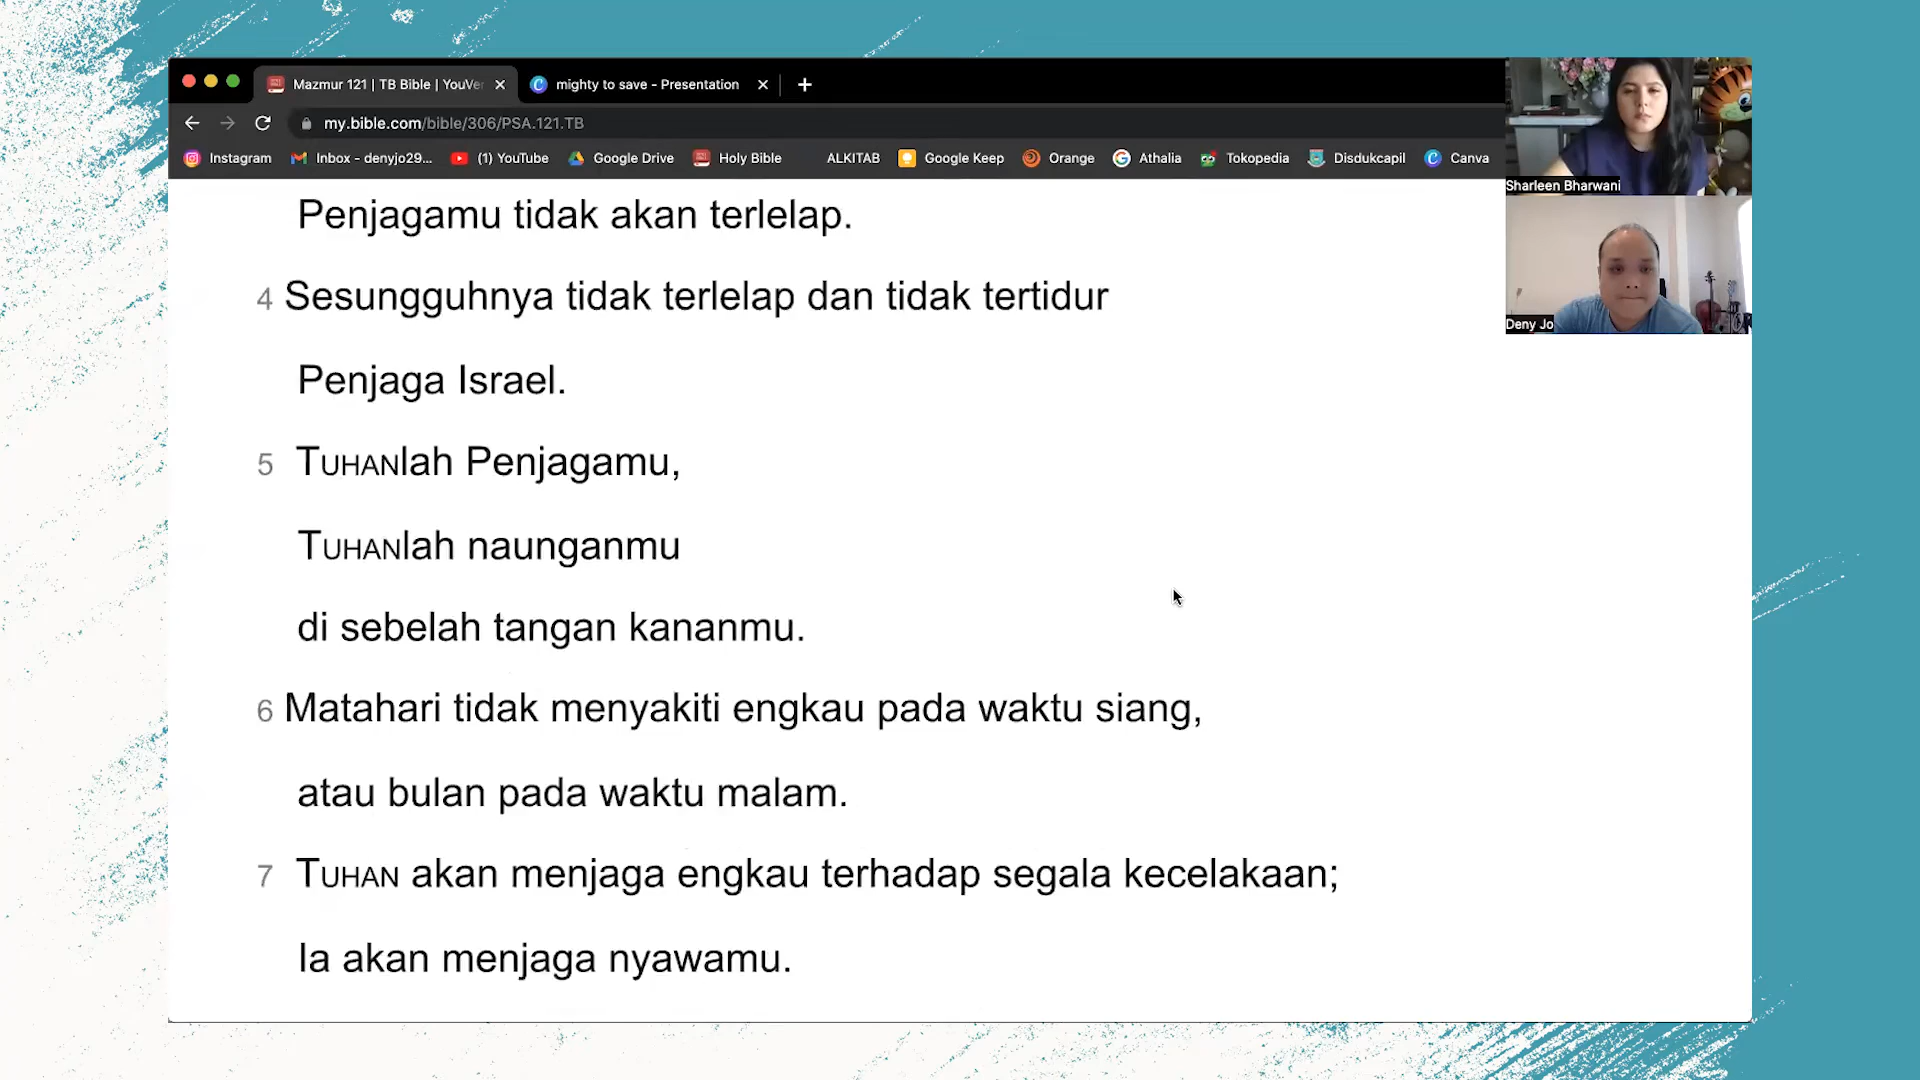 Mazmur 121 | TB Bible | YouVer
mighty to save - Presentation
my.bible.com/bible/306/PSA.121.TB
Instagram
Inbox - denyjo29...
(1) YouTube
Google Drive
Holy Bible
ALKITAB
Google Keep
Orange
Athalia
Tokopedia
Disdukcapil
Canva
Sharleen Bharwani
Deny Jo
Penjagamu tidak akan terlelap.
4 Sesungguhnya tidak terlelap dan tidak tertidur
Penjaga Israel.
5 TUHANlah Penjagamu,
TUHANlah naunganmu
di sebelah tangan kananmu.
6 Matahari tidak menyakiti engkau pada waktu siang,
atau bulan pada waktu malam.
7 TUHAN akan menjaga engkau terhadap segala kecelakaan;
Ia akan menjaga nyawamu.